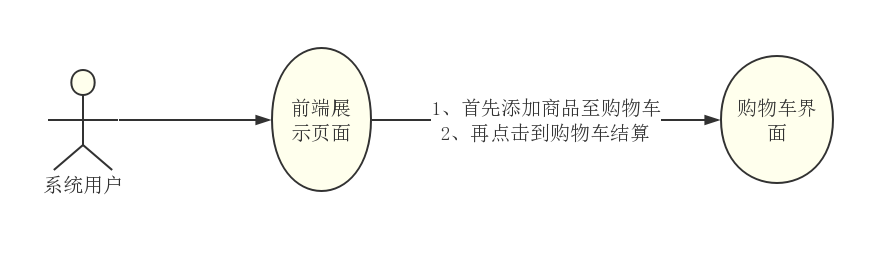 前端展
示页面
1、首先添加商品至购物车
2、再点击到购物车结算
购物车界
面
系统用户